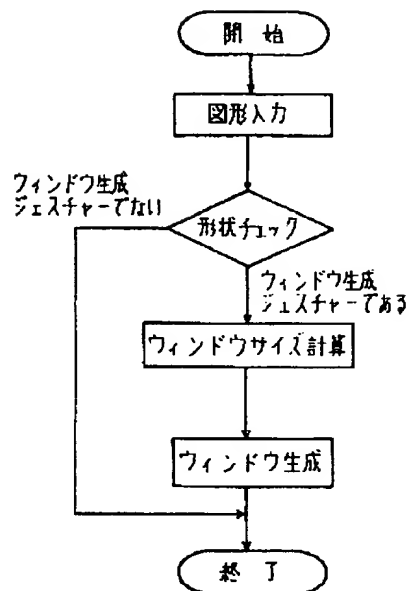 開始
図形入力
ウィンドウ生成
ジェスチャーでない
形状チェック
ウィンドウ生成
ジェスチャーである
ウィンドウサイズ計算
ウィンドウ生成
終了